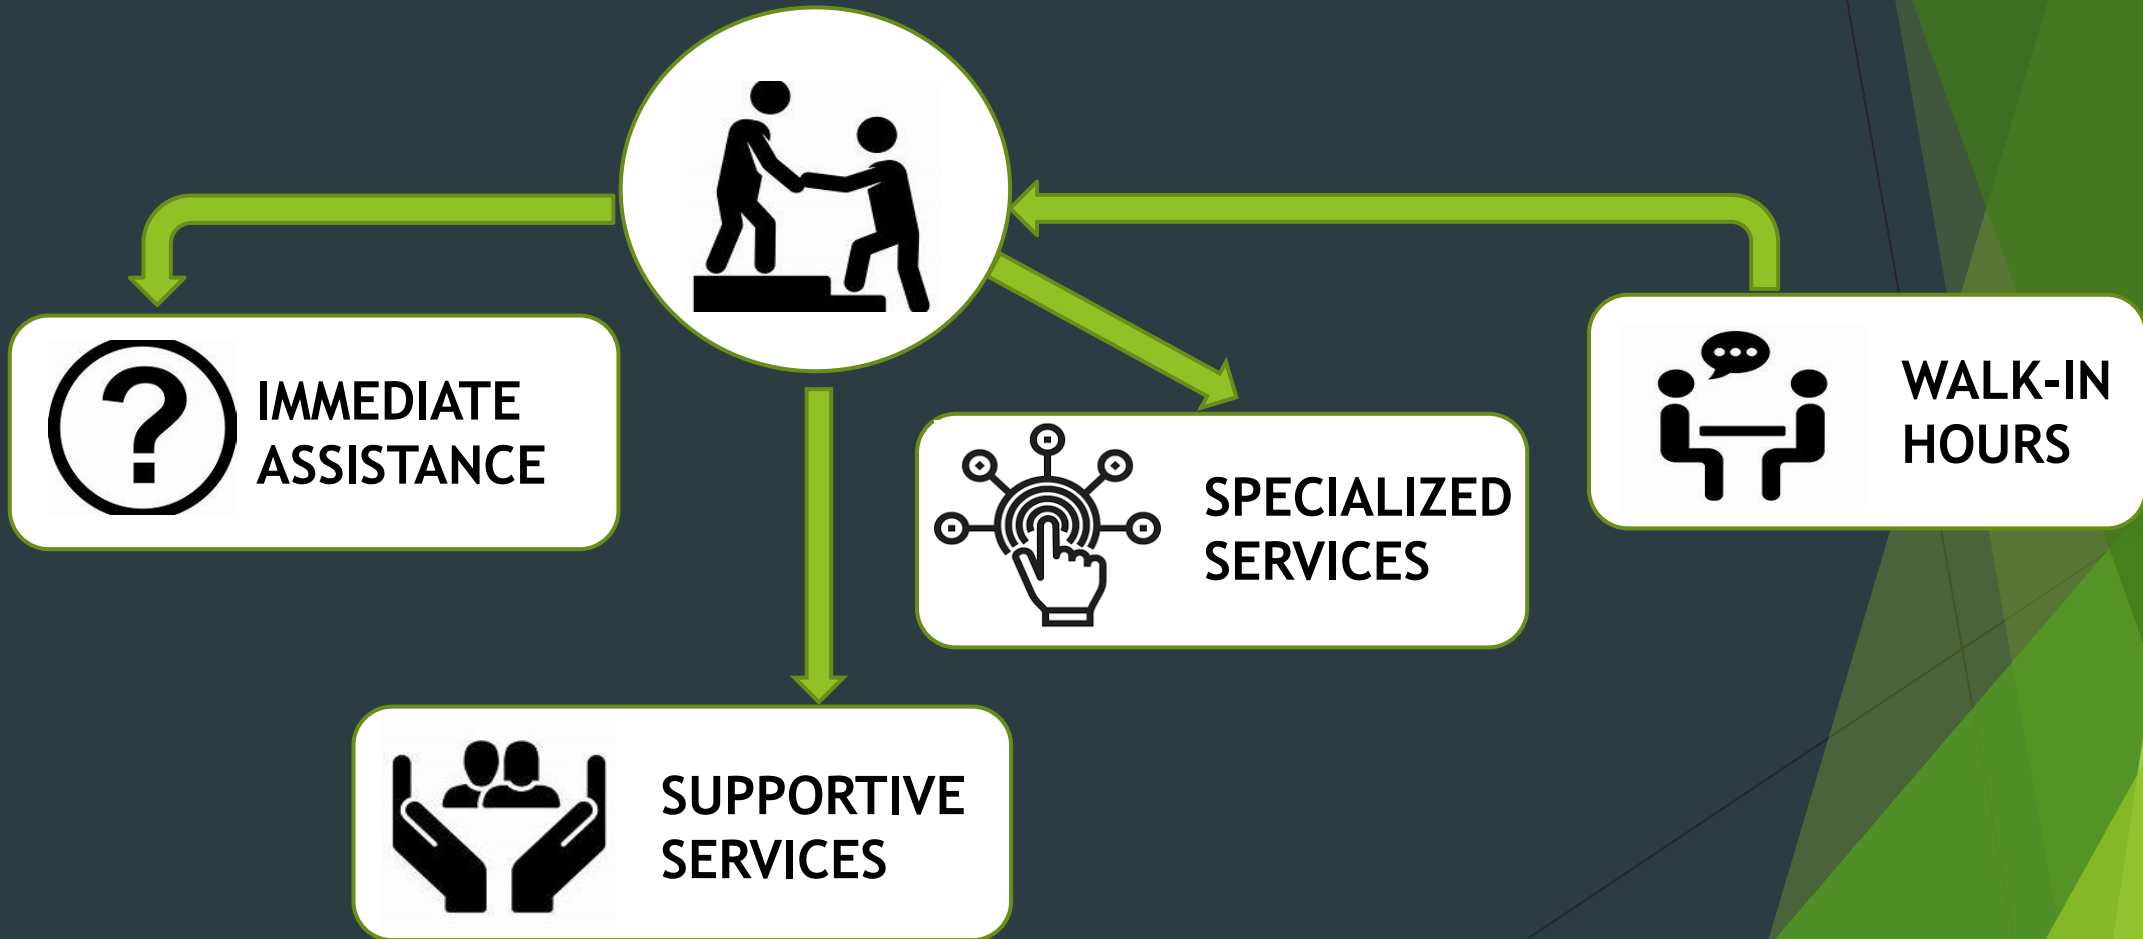 IMMEDIATE
ASSISTANCE
SUPPORTIVE
SERVICES
SPECIALIZED
SERVICES
WALK-IN
HOURS